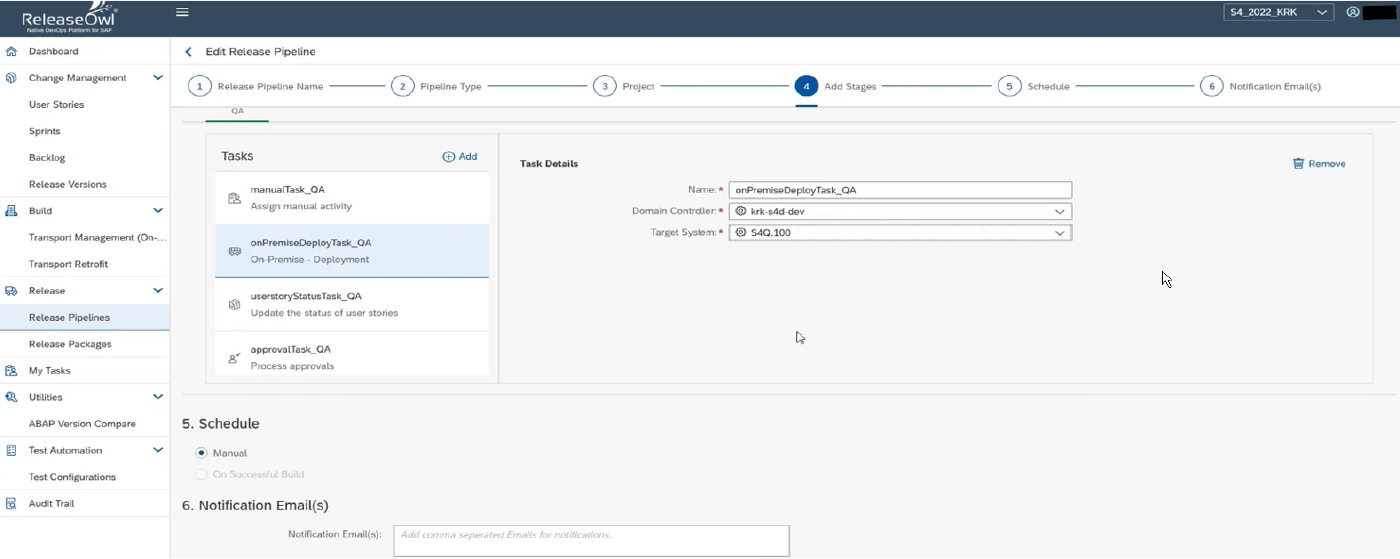 ReleaseOwl
Native DevOps Platform for SAP
S4_2022_KRK
Dashboard
Change Management
User Stories
Sprints
Backlog
Release Versions
Build
Transport Management (On-...
Transport Retrofit
Release
Release Pipelines
Release Packages
My Tasks
Utilities
ABAP Version Compare
Test Automation
Test Configurations
Audit Trail
Edit Release Pipeline
1 Release Pipeline Name
2 Pipeline Type
3 Project
4 Add Stages
5 Schedule
6 Notification Email(s)
QA
Tasks
Add
manualTask_QA
Assign manual activity
onPremiseDeployTask_QA
On-Premise - Deployment
userstoryStatusTask_QA
Update the status of user stories
approvalTask_QA
Process approvals
Task Details
Remove
Name: * onPremiseDeployTask_QA
Domain Controller: * krk-s4d-dev
Target System: * S4Q.100
5. Schedule
Manual
On Successful Build
6. Notification Email(s)
Notification Email(s): Add comma seperated Emails for notifications...